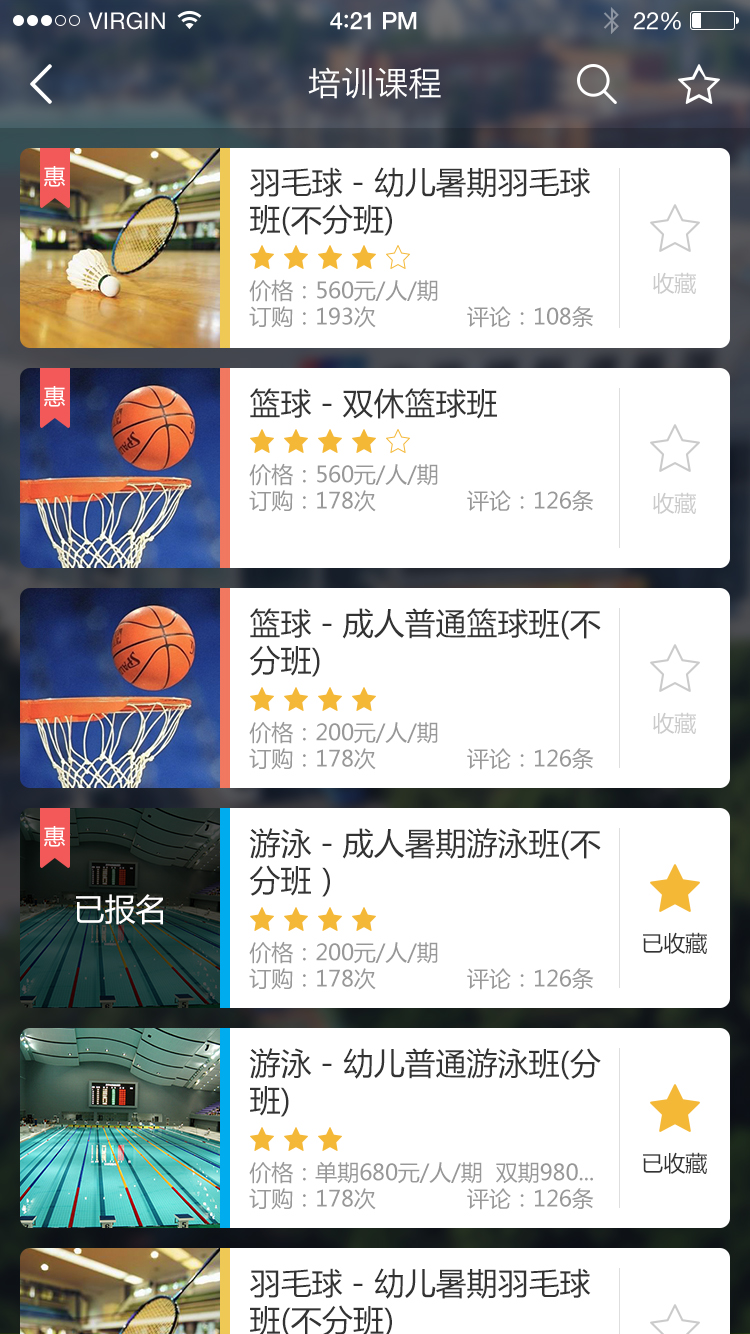 VIRGIN 4:21 PM 22%
培训课程
惠
羽毛球 - 幼儿暑期羽毛球
班(不分班)
价格：560元/人/期
订购：193次 评论：108条
收藏
惠
篮球 - 双休篮球班
价格：560元/人/期
订购：178次 评论：126条
收藏
篮球 - 成人普通篮球班(不
分班)
价格：200元/人/期
订购：178次 评论：126条
收藏
惠
已报名
游泳 - 成人暑期游泳班(不
分班 )
价格：200元/人/期
订购：178次 评论：126条
已收藏
游泳 - 幼儿普通游泳班(分
班)
价格：单期680元/人/期 双期980...
订购：178次 评论：126条
已收藏
羽毛球 - 幼儿暑期羽毛球
班(不分班)